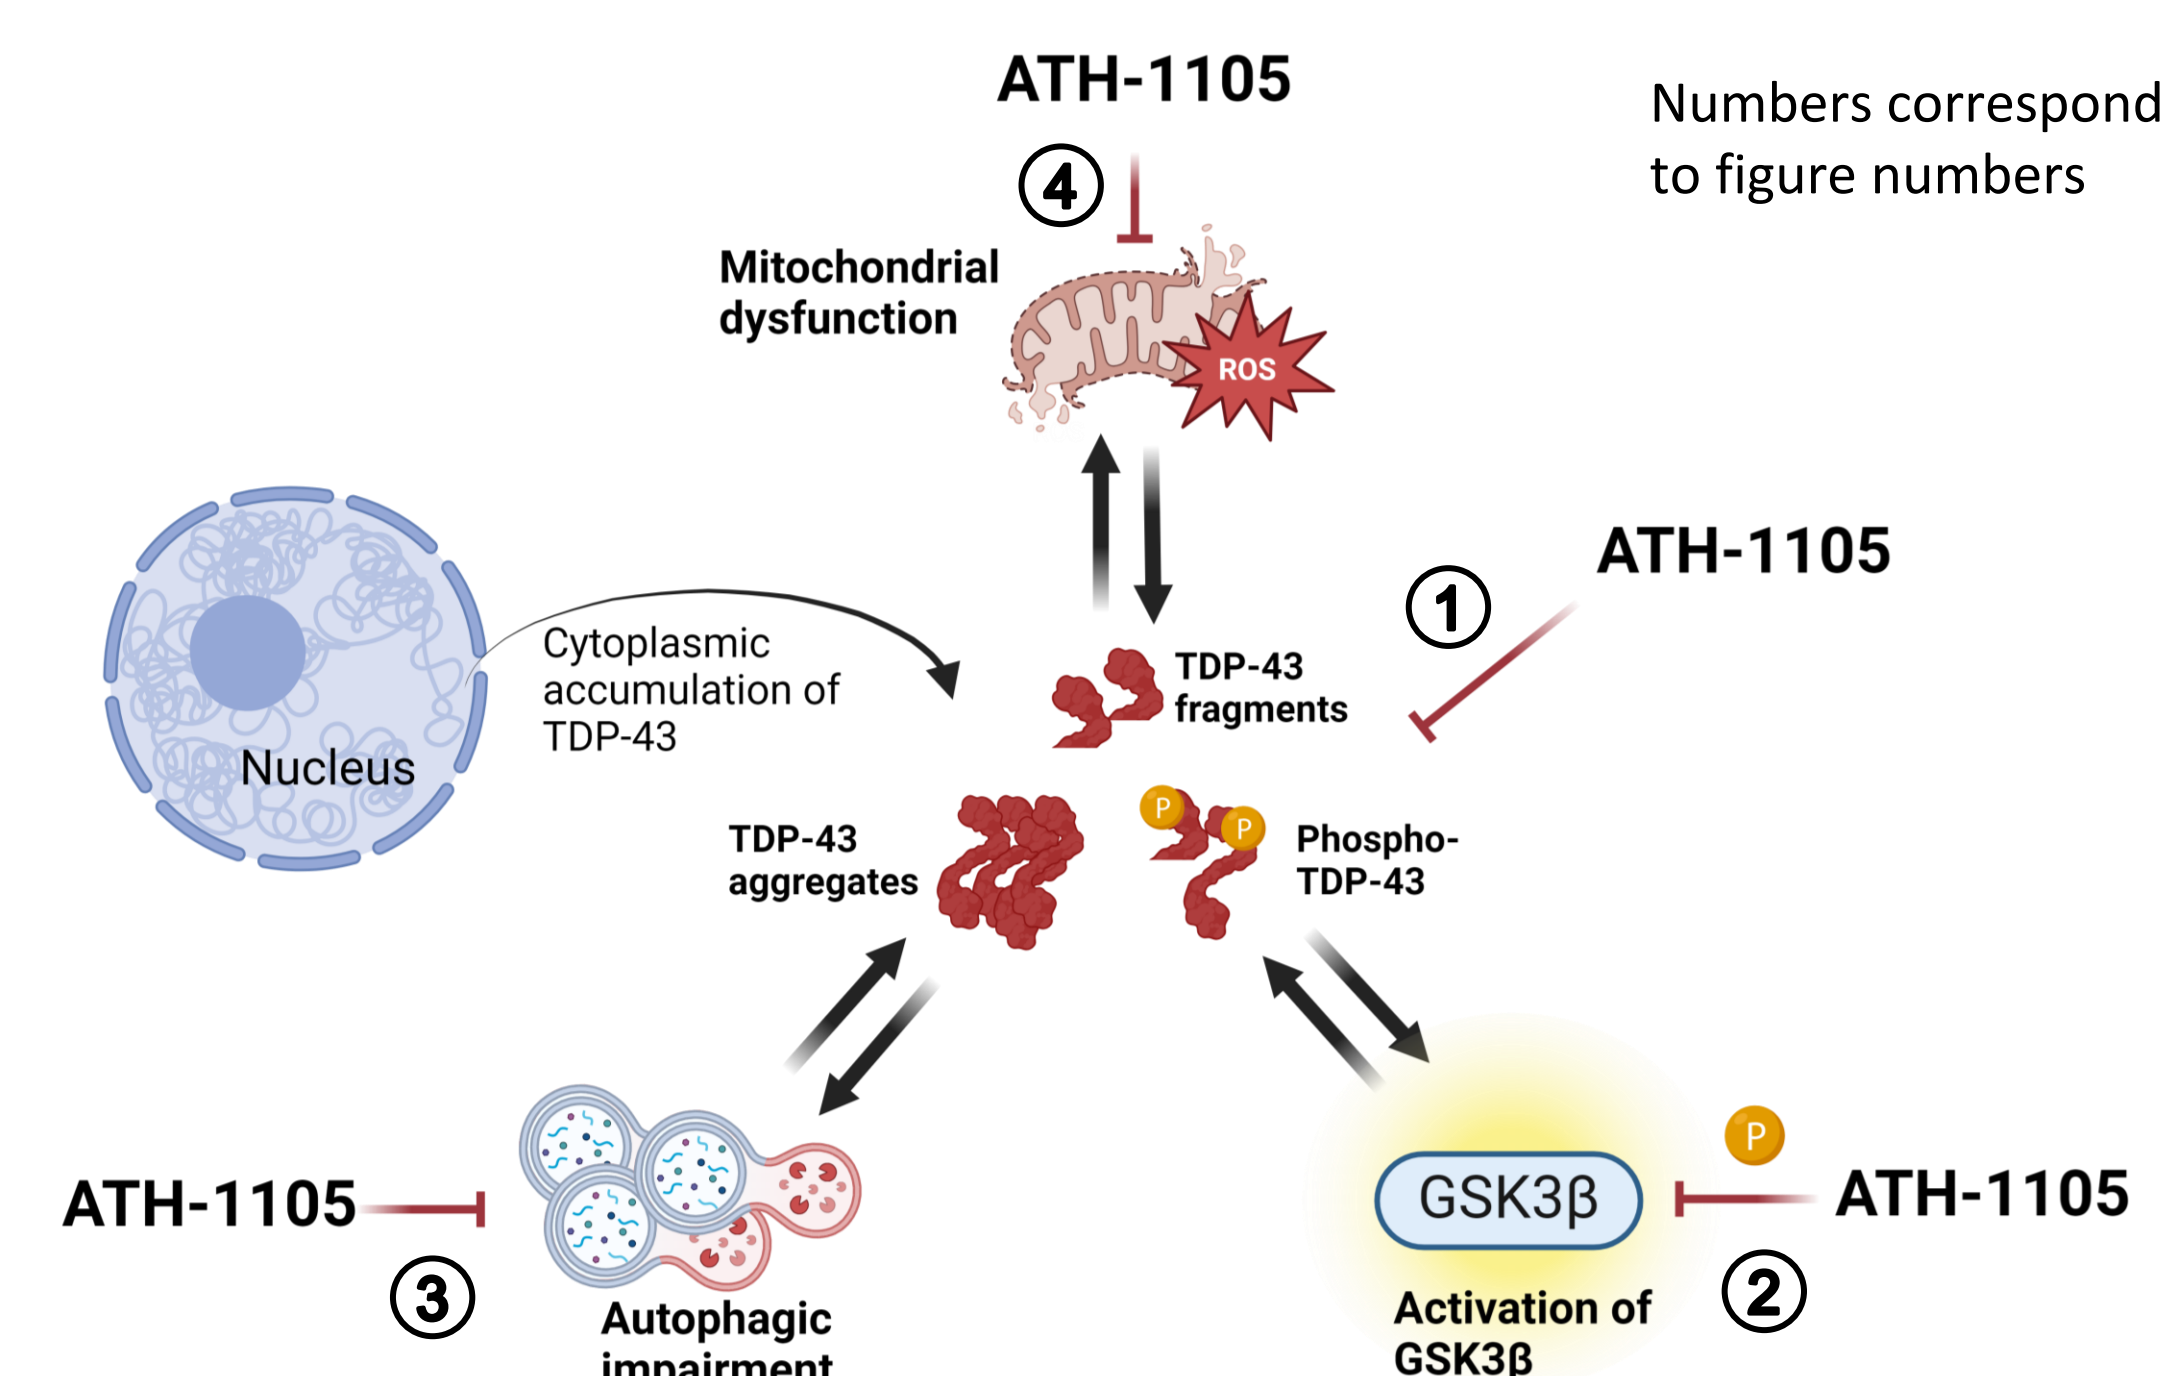 ATH-1105
Numbers correspond
to figure numbers
4
Mitochondrial
dysfunction
ROS
ATH-1105
1
Cytoplasmic
accumulation of
TDP-43
TDP-43
fragments
Nucleus
P
P
TDP-43
aggregates
Phospho-
TDP-43
P
ATH-1105
GSK3β
ATH-1105
3
2
Autophagic
impairment
Activation of
GSK3β